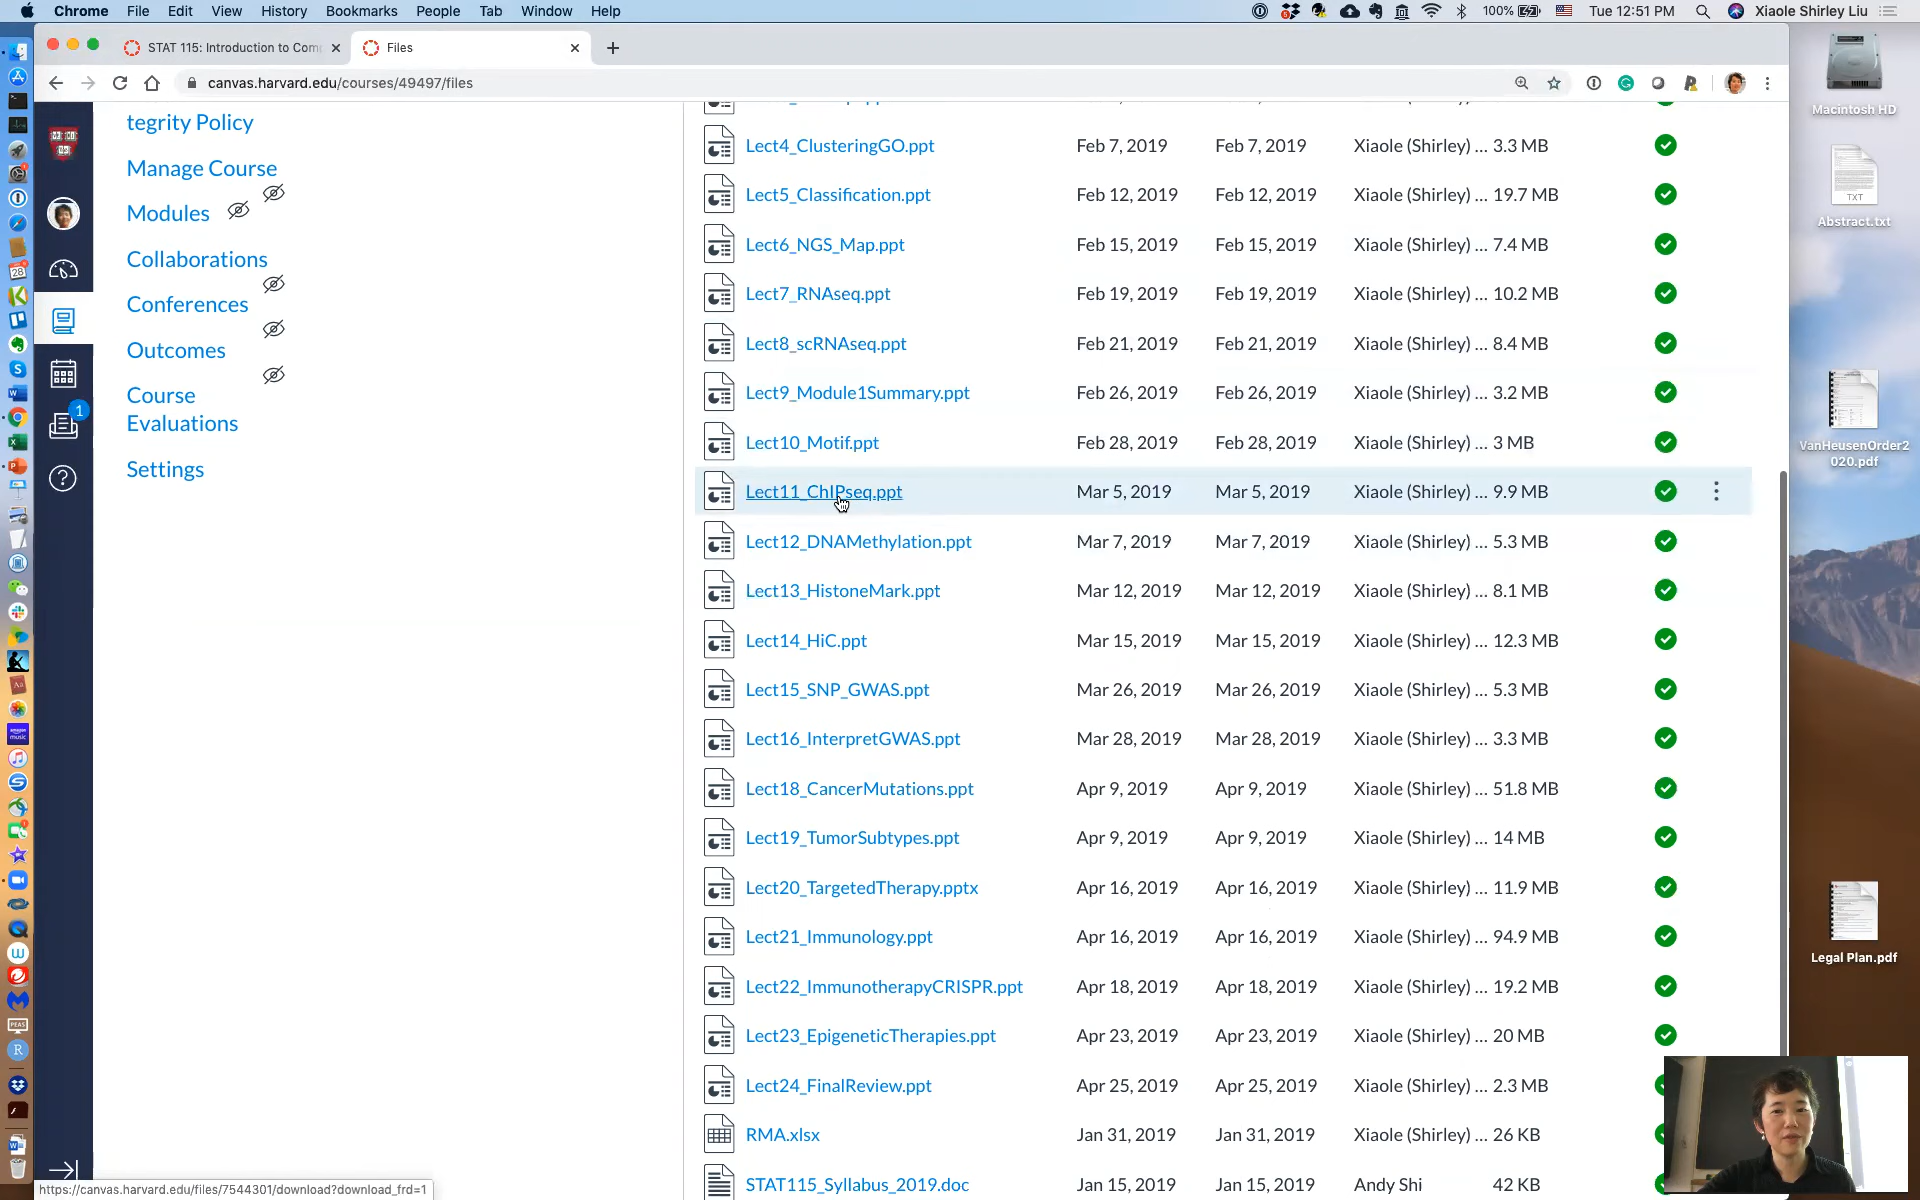 Chrome File Edit View History Bookmarks People Tab Window Help 100% Tue 12:51 PM Xiaole Shirley Liu
STAT 115: Introduction to Com
Files
canvas.harvard.edu/courses/49497/files
tegrity Policy
Manage Course
Modules
Collaborations
Conferences
Outcomes
Course
Evaluations
Settings
1
Lect4_ClusteringGO.ppt Feb 7, 2019 Feb 7, 2019 Xiaole (Shirley) ... 3.3 MB
Lect5_Classification.ppt Feb 12, 2019 Feb 12, 2019 Xiaole (Shirley) ... 19.7 MB
Lect6_NGS_Map.ppt Feb 15, 2019 Feb 15, 2019 Xiaole (Shirley) ... 7.4 MB
Lect7_RNAseq.ppt Feb 19, 2019 Feb 19, 2019 Xiaole (Shirley) ... 10.2 MB
Lect8_scRNAseq.ppt Feb 21, 2019 Feb 21, 2019 Xiaole (Shirley) ... 8.4 MB
Lect9_Module1Summary.ppt Feb 26, 2019 Feb 26, 2019 Xiaole (Shirley) ... 3.2 MB
Lect10_Motif.ppt Feb 28, 2019 Feb 28, 2019 Xiaole (Shirley) ... 3 MB
Lect11_ChIPseq.ppt Mar 5, 2019 Mar 5, 2019 Xiaole (Shirley) ... 9.9 MB
Lect12_DNAMethylation.ppt Mar 7, 2019 Mar 7, 2019 Xiaole (Shirley) ... 5.3 MB
Lect13_HistoneMark.ppt Mar 12, 2019 Mar 12, 2019 Xiaole (Shirley) ... 8.1 MB
Lect14_HiC.ppt Mar 15, 2019 Mar 15, 2019 Xiaole (Shirley) ... 12.3 MB
Lect15_SNP_GWAS.ppt Mar 26, 2019 Mar 26, 2019 Xiaole (Shirley) ... 5.3 MB
Lect16_InterpretGWAS.ppt Mar 28, 2019 Mar 28, 2019 Xiaole (Shirley) ... 3.3 MB
Lect18_CancerMutations.ppt Apr 9, 2019 Apr 9, 2019 Xiaole (Shirley) ... 51.8 MB
Lect19_TumorSubtypes.ppt Apr 9, 2019 Apr 9, 2019 Xiaole (Shirley) ... 14 MB
Lect20_TargetedTherapy.pptx Apr 16, 2019 Apr 16, 2019 Xiaole (Shirley) ... 11.9 MB
Lect21_Immunology.ppt Apr 16, 2019 Apr 16, 2019 Xiaole (Shirley) ... 94.9 MB
Lect22_ImmunotherapyCRISPR.ppt Apr 18, 2019 Apr 18, 2019 Xiaole (Shirley) ... 19.2 MB
Lect23_EpigeneticTherapies.ppt Apr 23, 2019 Apr 23, 2019 Xiaole (Shirley) ... 20 MB
Lect24_FinalReview.ppt Apr 25, 2019 Apr 25, 2019 Xiaole (Shirley) ... 2.3 MB
RMA.xlsx Jan 31, 2019 Jan 31, 2019 Xiaole (Shirley) ... 26 KB
STAT115_Syllabus_2019.doc Jan 15, 2019 Jan 15, 2019 Andy Shi 42 KB
https://canvas.harvard.edu/files/7544301/download?download_frd=1
Macintosh HD
TXT
Abstract.txt
VanHeusenOrder2
020.pdf
Legal Plan.pdf